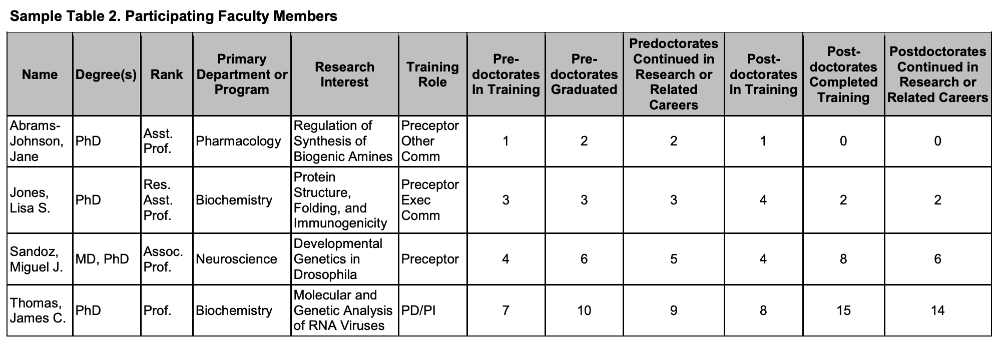 Sample Table 2. Participating Faculty Members
Name
Degree(s)
Rank
Primary
Department or
Program
Research
Interest
Training
Role
Pre-
doctorates
In Training
Pre-
doctorates
Graduated
Predoctorates
Continued in
Research or
Related
Careers
Post-
doctorates
In Training
Post-
doctorates
Completed
Training
Postdoctorates
Continued in
Research or
Related Careers
Abrams-
Johnson,
Jane
PhD
Asst.
Prof.
Pharmacology
Regulation of
Synthesis of
Biogenic Amines
Preceptor
Other
Comm
1
2
2
1
0
0
Jones,
Lisa S.
PhD
Res.
Asst.
Prof.
Biochemistry
Protein
Structure,
Folding, and
Immunogenicity
Preceptor
Exec
Comm
3
3
3
4
2
2
Sandoz,
Miguel J.
MD, PhD
Assoc.
Prof.
Neuroscience
Developmental
Genetics in
Drosophila
Preceptor
4
6
5
4
8
6
Thomas,
James C.
PhD
Prof.
Biochemistry
Molecular and
Genetic Analysis
of RNA Viruses
PD/PI
7
10
9
8
15
14